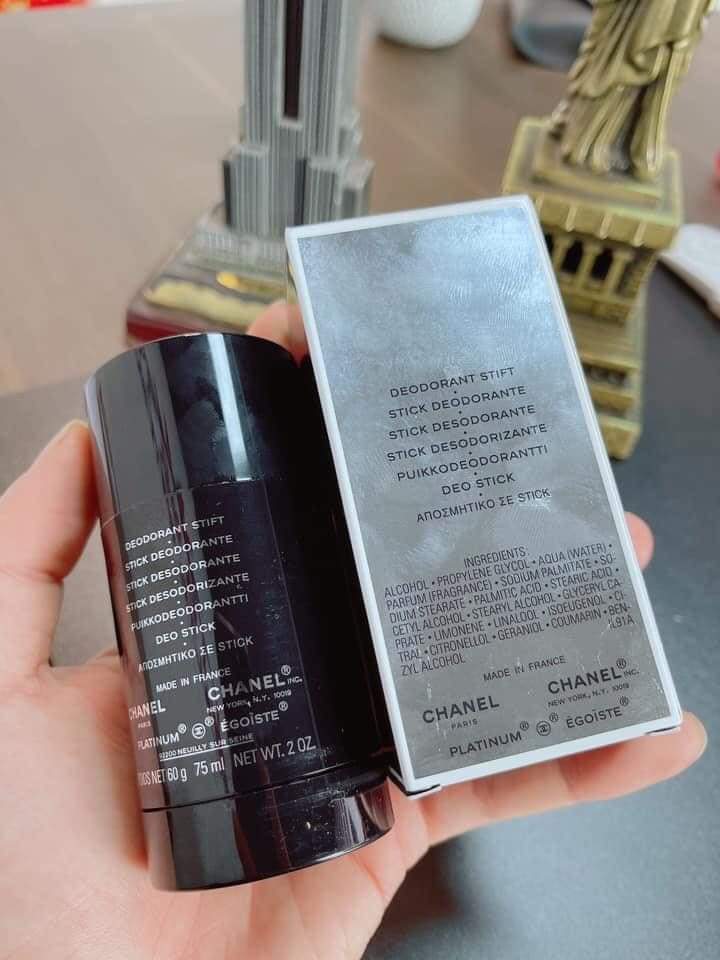 DEODORANT STIFT
•
STICK DEODORANTE
•
STICK DESODORANTE
•
STICK DESODORIZANTE
•
PUIKKODEODORANTTI
•
DEO STICK
•
ΑΠΟΣΜΗΤΙΚΟ ΣΕ STICK
MADE IN FRANCE
CHANEL CHANEL® INC.
PARIS NEW YORK, N.Y. 10019
PLATINUM® ® ÉGOÏSTE®
92200 NEUILLY SUR SEINE
NET 60 g 75 ml NET WT. 2 OZ
DEODORANT STIFT
•
STICK DEODORANTE
•
STICK DESODORANTE
•
STICK DESODORIZANTE
•
PUIKKODEODORANTTI
•
DEO STICK
•
ΑΠΟΣΜΗΤΙΚΟ ΣΕ STICK
INGREDIENTS:
ALCOHOL • PROPYLENE GLYCOL • AQUA (WATER) •
PARFUM (FRAGRANCE) • SODIUM PALMITATE • SO-
DIUM STEARATE • PALMITIC ACID • STEARIC ACID •
CETYL ALCOHOL • STEARYL ALCOHOL • GLYCERYL CA-
PRATE • LIMONENE • LINALOOL • ISOEUGENOL • CI-
TRAL • CITRONELLOL • GERANIOL • COUMARIN • BEN-
ZYL ALCOHOL IL91A
MADE IN FRANCE
CHANEL CHANEL® INC.
PARIS NEW YORK, N.Y. 10019
PLATINUM® ® ÉGOÏSTE®